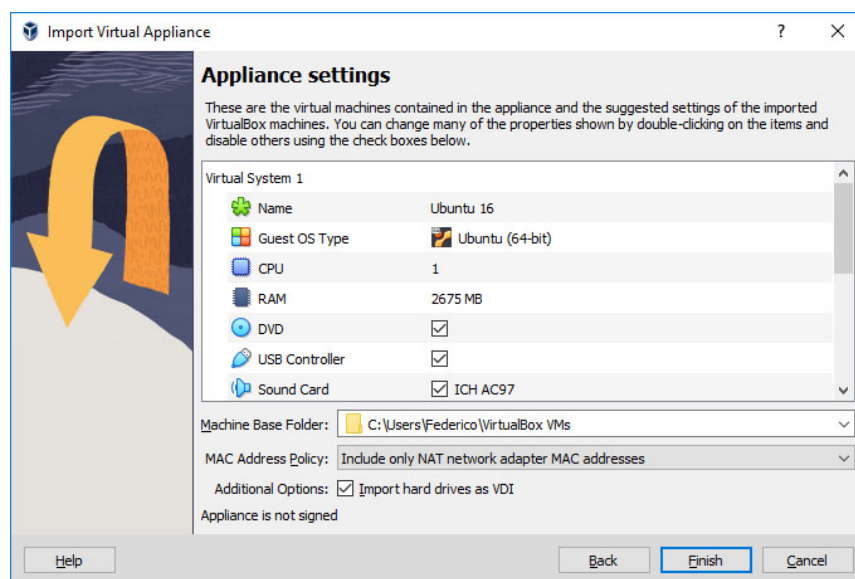 Import Virtual Appliance
Appliance settings
These are the virtual machines contained in the appliance and the suggested settings of the imported
VirtualBox machines. You can change many of the properties shown by double-clicking on the items and
disable others using the check boxes below.
Virtual System 1
Name Ubuntu 16
Guest OS Type Ubuntu (64-bit)
CPU 1
RAM 2675 MB
DVD
USB Controller
Sound Card ICH AC97
Machine Base Folder: C:\Users\Federico\VirtualBox VMs
MAC Address Policy: Include only NAT network adapter MAC addresses
Additional Options: Import hard drives as VDI
Appliance is not signed
Help Back Finish Cancel